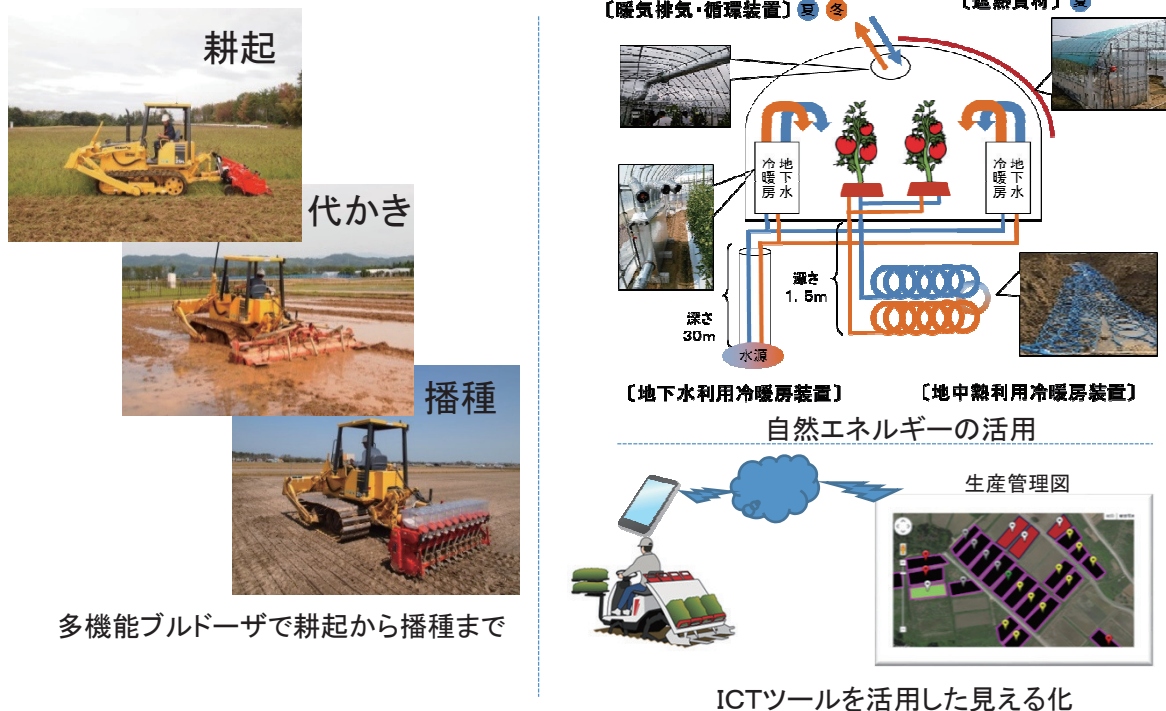 耕起
代かき
播種
多機能ブルドーザで耕起から播種まで
〔暖気排気・循環装置〕 夏 冬
〔遮熱資材〕 夏
地下水
冷暖房
地下水
冷暖房
深さ
30m
深さ
1.5m
水源
〔地下水利用冷暖房装置〕
〔地中熱利用冷暖房装置〕
自然エネルギーの活用
生産管理図
ICTツールを活用した見える化